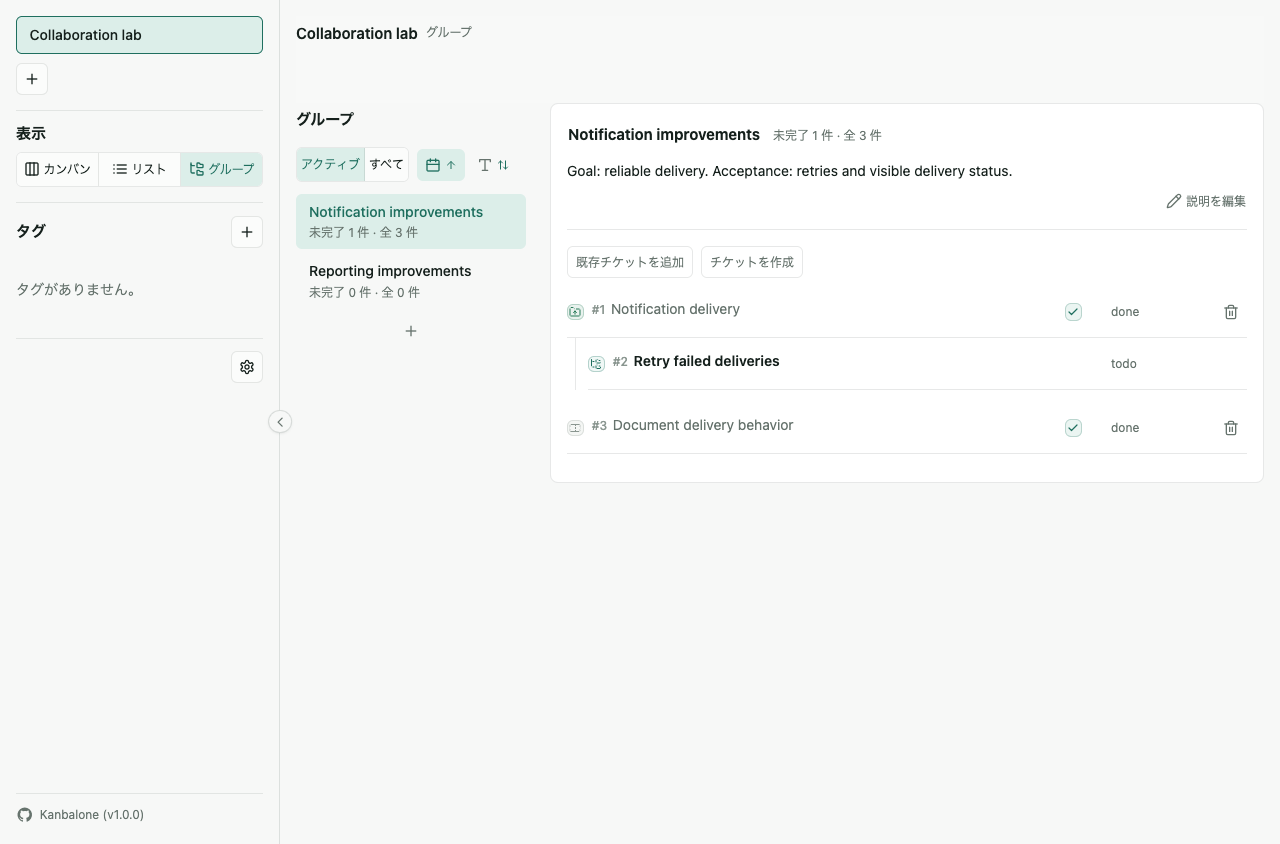 Collaboration lab
表示
カンバン リスト グループ
タグ
タグがありません。
Kanbalone (v1.0.0)
Collaboration lab グループ
グループ
アクティブ すべて
Notification improvements
未完了 1 件 · 全 3 件
Reporting improvements
未完了 0 件 · 全 0 件
Notification improvements 未完了 1 件 · 全 3 件
Goal: reliable delivery. Acceptance: retries and visible delivery status.
説明を編集
既存チケットを追加 チケットを作成
#1 Notification delivery done
#2 Retry failed deliveries todo
#3 Document delivery behavior done